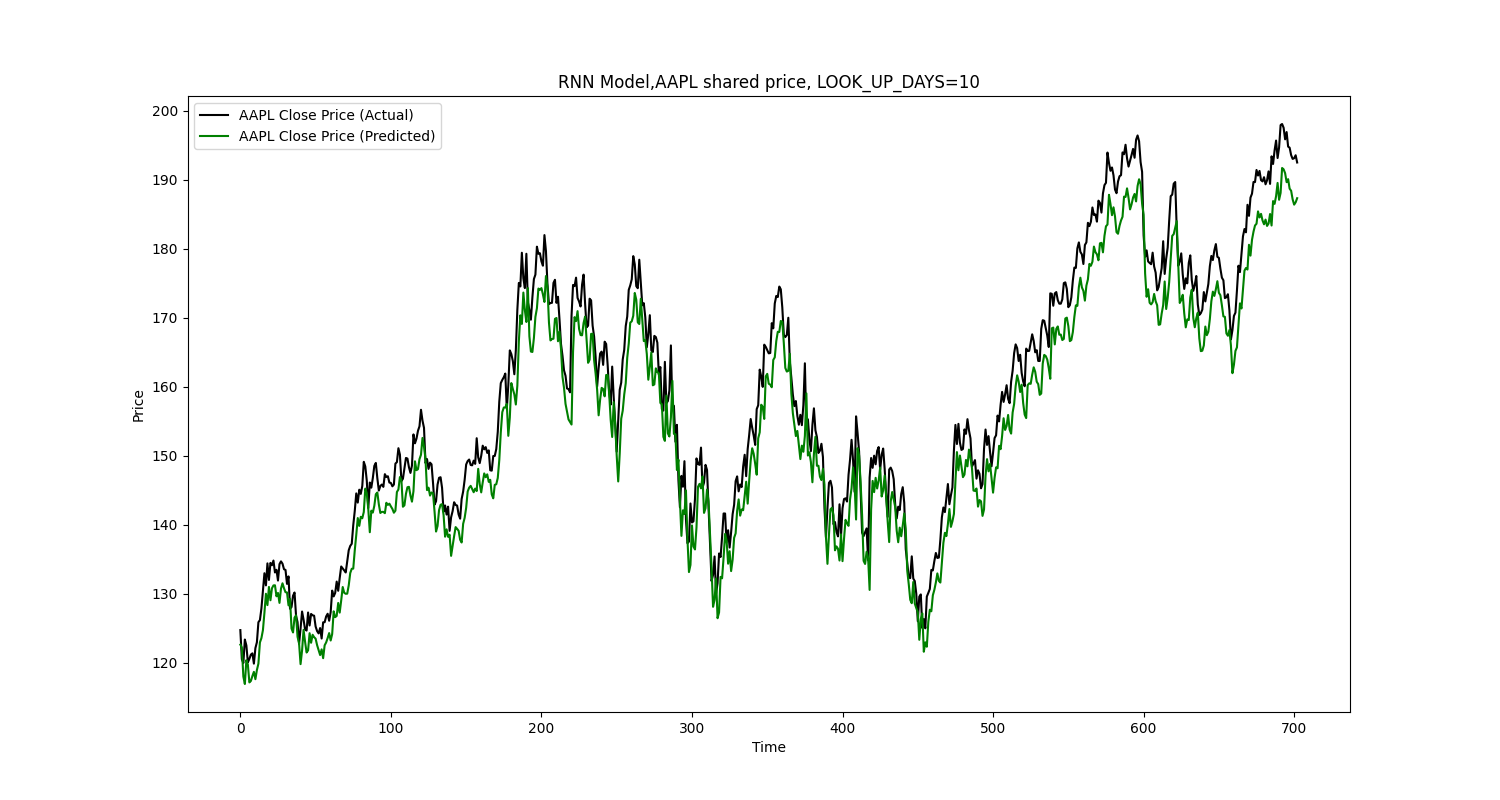 RNN Model,AAPL shared price, LOOK_UP_DAYS=10
AAPL Close Price (Actual)
AAPL Close Price (Predicted)
200
190
180
170
160
150
140
130
120
Price
0 100 200 300 400 500 600 700
Time